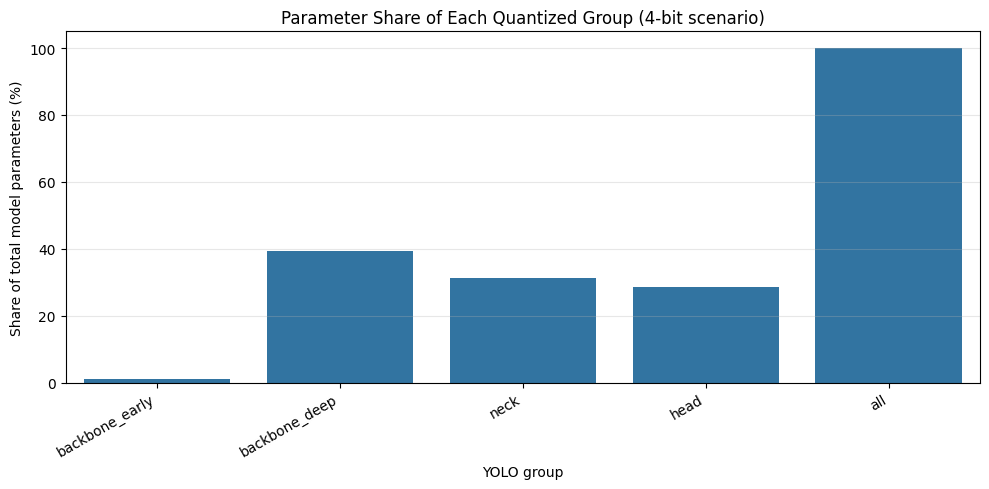 Parameter Share of Each Quantized Group (4-bit scenario)
Share of total model parameters (%)
100
80
60
40
20
0
backbone_early
backbone_deep
neck
head
all
YOLO group